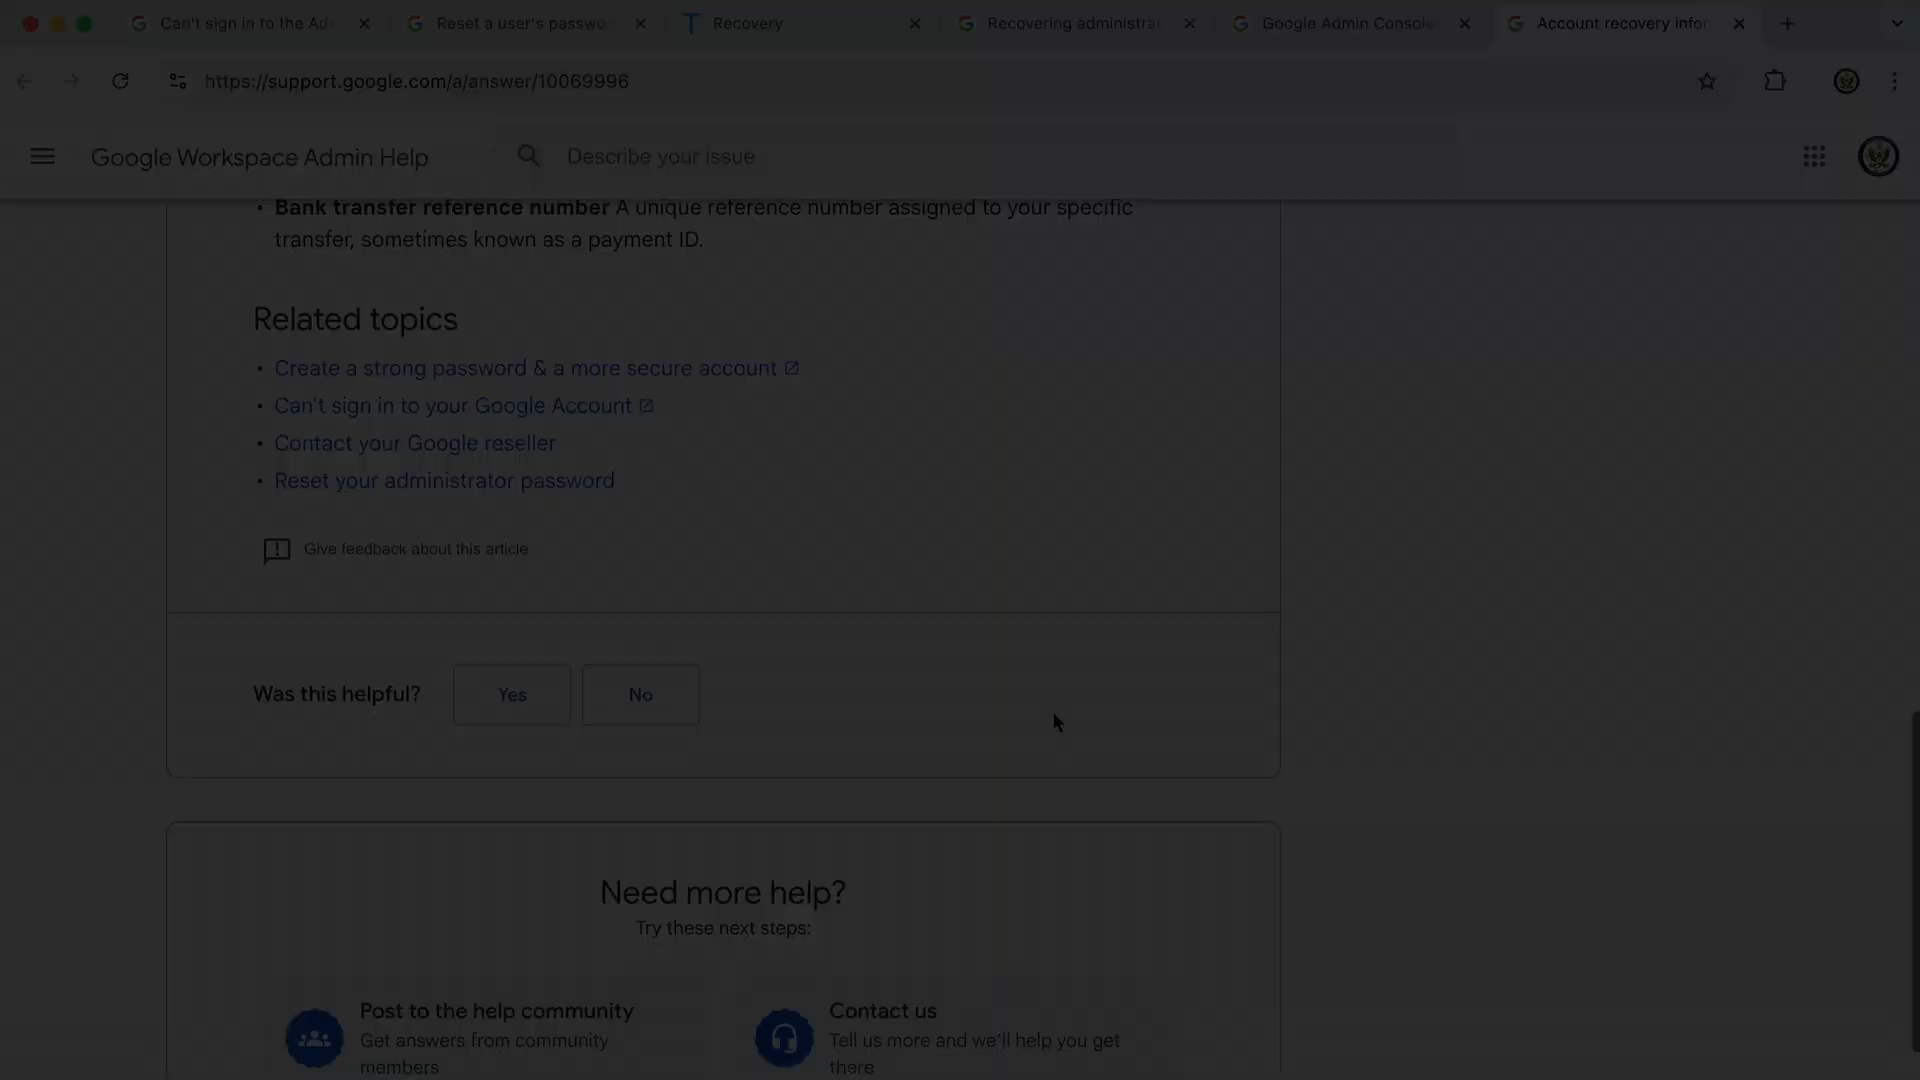 Can't sign in to the Ad
Reset a user's passwo
Recovery
Recovering administra
Google Admin Console
Account recovery infor
https://support.google.com/a/answer/10069996
Google Workspace Admin Help
Describe your issue
• Bank transfer reference number A unique reference number assigned to your specific
transfer, sometimes known as a payment ID.
Related topics
• Create a strong password & a more secure account
• Can't sign in to your Google Account
• Contact your Google reseller
• Reset your administrator password
Give feedback about this article
Was this helpful?
Yes
No
Need more help?
Try these next steps:
Post to the help community
Get answers from community
members
Contact us
Tell us more and we'll help you get
there